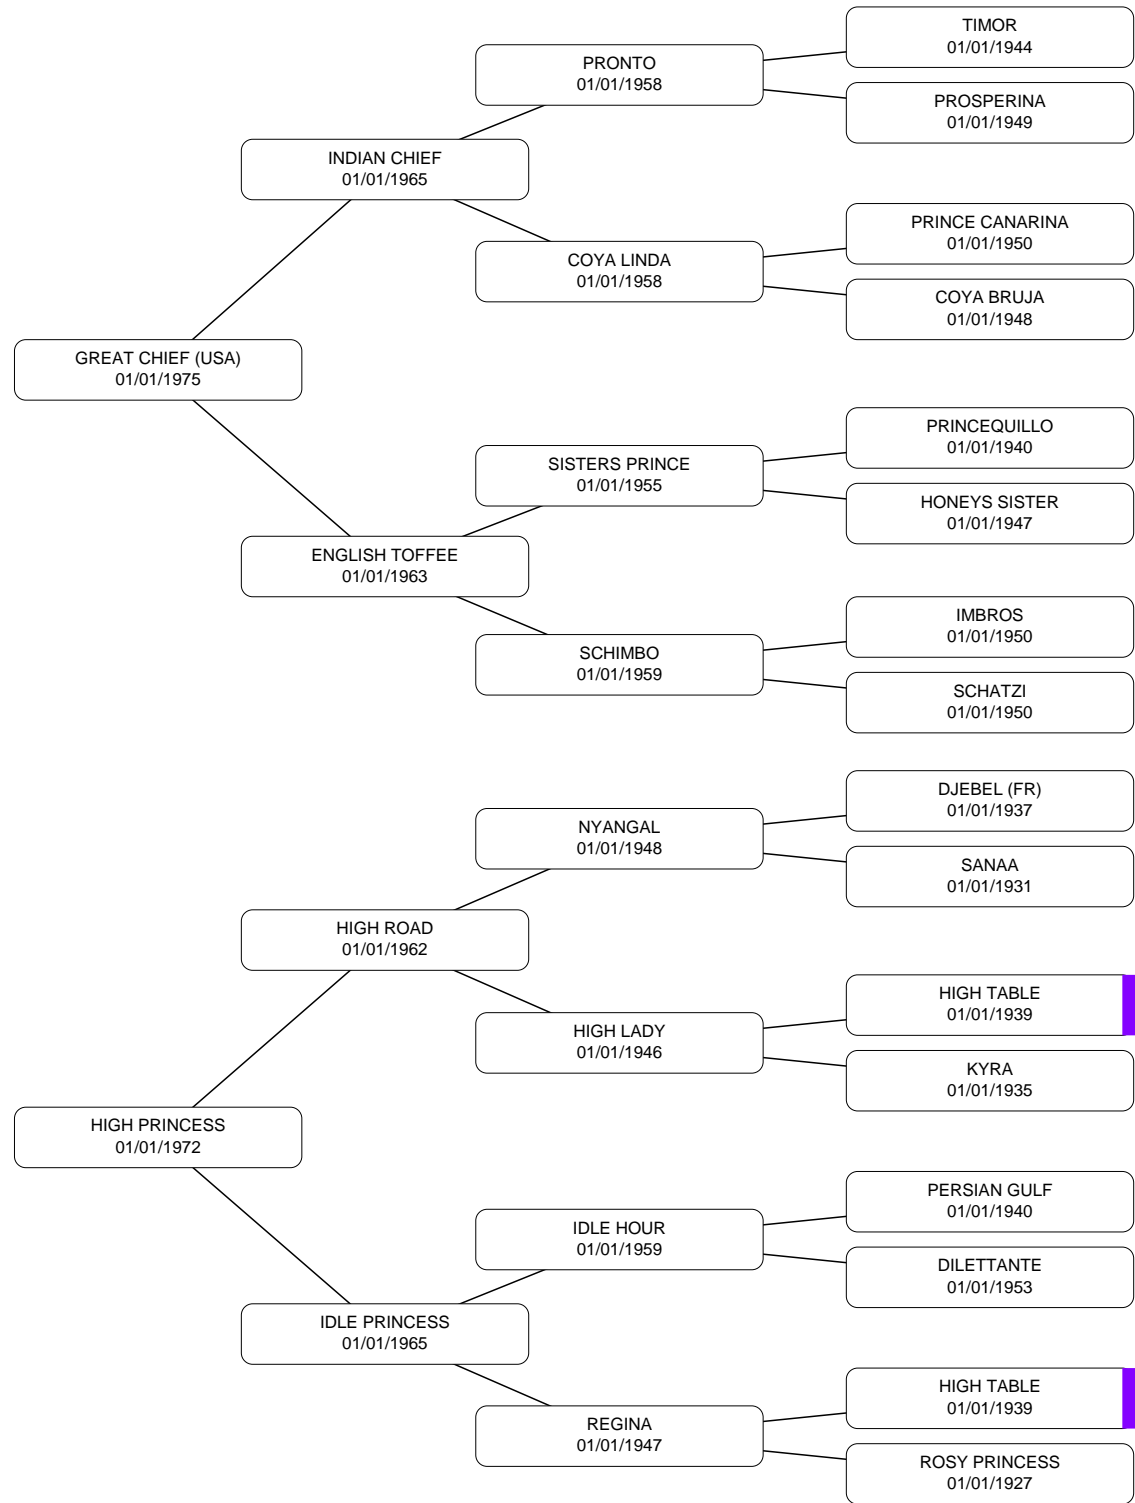 TIMOR
01/01/1944
PRONTO
01/01/1958
PROSPERINA
01/01/1949
INDIAN CHIEF
01/01/1965
PRINCE CANARINA
01/01/1950
COYA LINDA
01/01/1958
COYA BRUJA
01/01/1948
GREAT CHIEF (USA)
01/01/1975
PRINCEQUILLO
01/01/1940
SISTERS PRINCE
01/01/1955
HONEYS SISTER
01/01/1947
ENGLISH TOFFEE
01/01/1963
IMBROS
01/01/1950
SCHIMBO
01/01/1959
SCHATZI
01/01/1950
DJEBEL (FR)
01/01/1937
NYANGAL
01/01/1948
SANAA
01/01/1931
HIGH ROAD
01/01/1962
HIGH TABLE
01/01/1939
HIGH LADY
01/01/1946
KYRA
01/01/1935
HIGH PRINCESS
01/01/1972
PERSIAN GULF
01/01/1940
IDLE HOUR
01/01/1959
DILETTANTE
01/01/1953
IDLE PRINCESS
01/01/1965
HIGH TABLE
01/01/1939
REGINA
01/01/1947
ROSY PRINCESS
01/01/1927